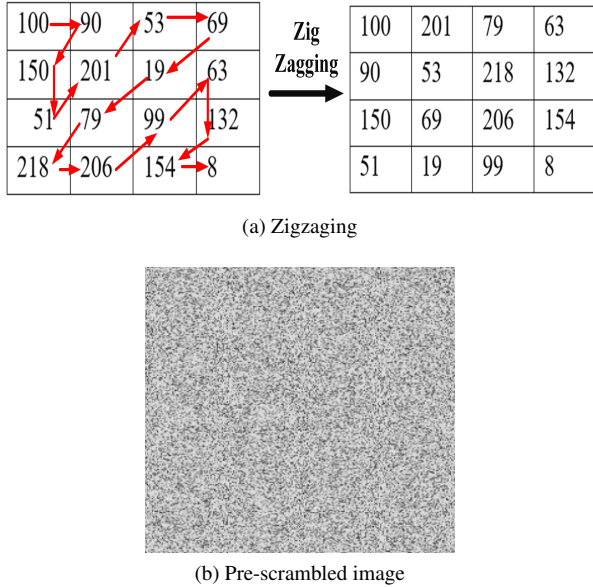 100 90 53 69
150 201 19 63
51 79 99 132
218 206 154 8
Zig
Zagging
100 201 79 63
90 53 218 132
150 69 206 154
51 19 99 8
(a) Zigzaging
(b) Pre-scrambled image